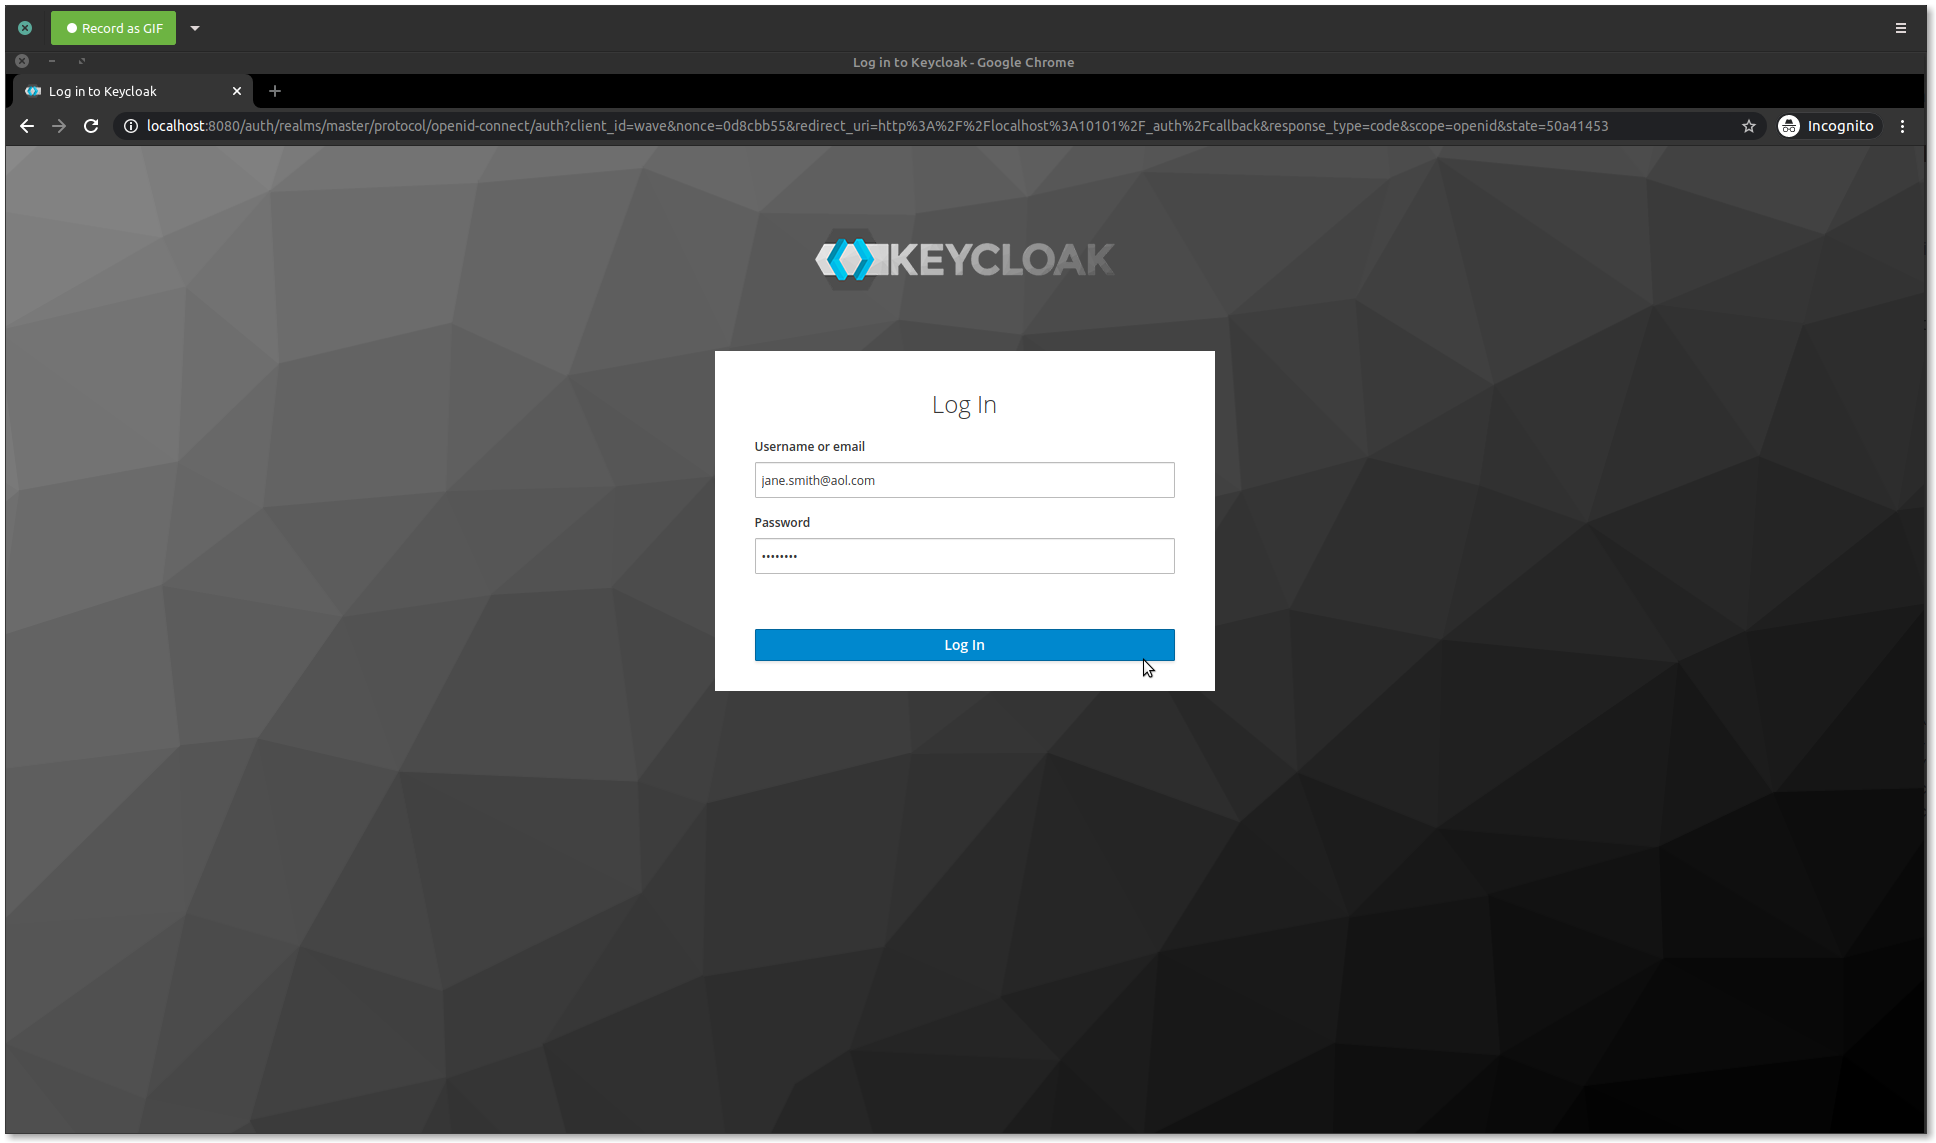 Record as GIF
Log in to Keycloak - Google Chrome
Log in to Keycloak
localhost:8080/auth/realms/master/protocol/openid-connect/auth?client_id=wave&nonce=0d8cbb55&redirect_uri=http%3A%2F%2Flocalhost%3A10101%2F_auth%2Fcallback&response_type=code&scope=openid&state=50a41453
Incognito
KEYCLOAK
Log In
Username or email
jane.smith@aol.com
Password
••••••••
Log In